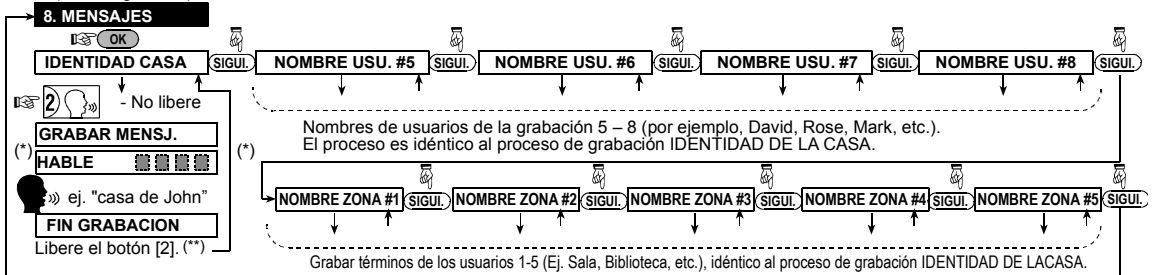 8. MENSAJES
OK
IDENTIDAD CASA SIGUI. NOMBRE USU. #5 SIGUI. NOMBRE USU. #6 SIGUI. NOMBRE USU. #7 SIGUI. NOMBRE USU. #8 SIGUI.
2) - No libere
GRABAR MENSJ.
(*) HABLE (*)
Nombres de usuarios de la grabación 5 – 8 (por ejemplo, David, Rose, Mark, etc.).
El proceso es idéntico al proceso de grabación IDENTIDAD DE LA CASA.
ej. "casa de John”
FIN GRABACION
Libere el botón [2]. (**)
NOMBRE ZONA #1 SIGUI. NOMBRE ZONA #2 SIGUI. NOMBRE ZONA #3 SIGUI. NOMBRE ZONA #4 SIGUI. NOMBRE ZONA #5 SIGUI.
Grabar términos de los usuarios 1-5 (Ej. Sala, Biblioteca, etc.), idéntico al proceso de grabación IDENTIDAD DE LACASA.